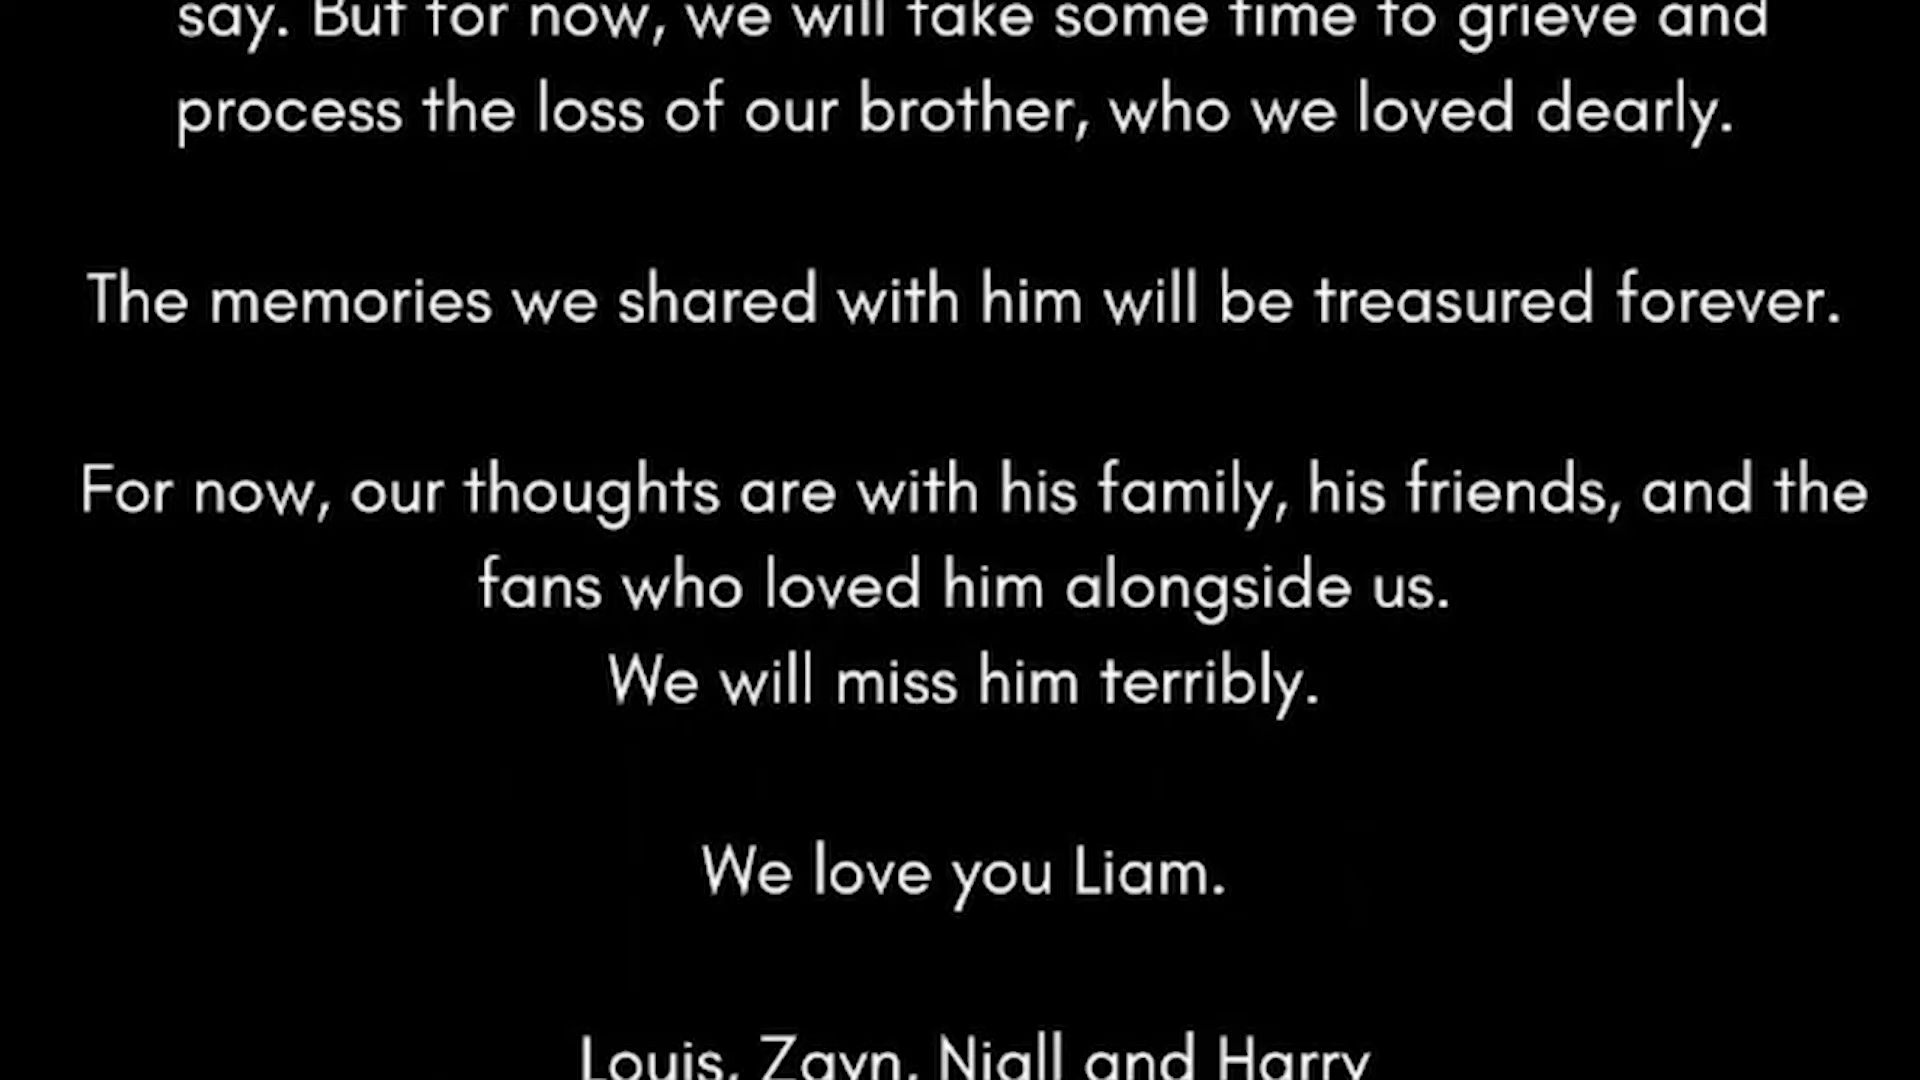 say. But for now, we will take some time to grieve and
process the loss of our brother, who we loved dearly.
The memories we shared with him will be treasured forever.
For now, our thoughts are with his family, his friends, and the
fans who loved him alongside us.
We will miss him terribly.
We love you Liam.
Louis, Zayn, Niall and Harry